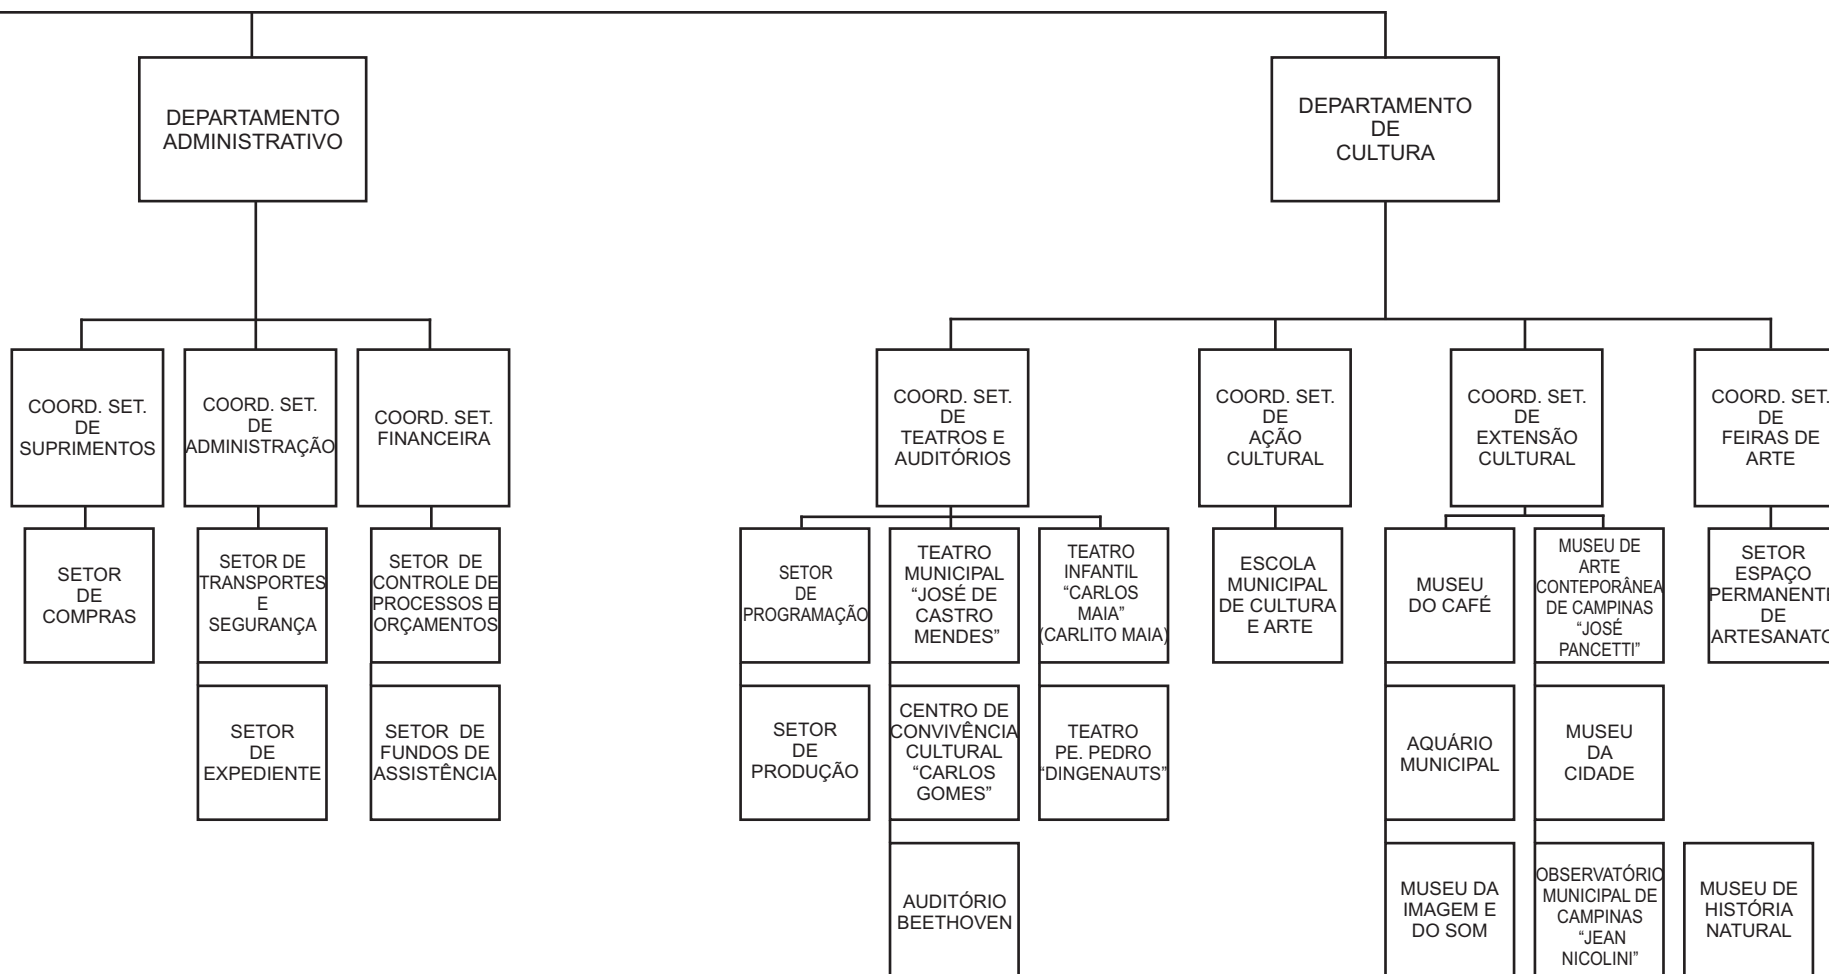 DEPARTAMENTO
ADMINISTRATIVO
DEPARTAMENTO
DE
CULTURA
COORD. SET.
DE
SUPRIMENTOS
COORD. SET.
DE
ADMINISTRAÇÃO
COORD. SET.
FINANCEIRA
COORD. SET.
DE
TEATROS E
AUDITÓRIOS
COORD. SET.
DE
AÇÃO
CULTURAL
COORD. SET.
DE
EXTENSÃO
CULTURAL
COORD. SET.
DE
FEIRAS DE
ARTE
SETOR
DE
COMPRAS
SETOR DE
TRANSPORTES
E
SEGURANÇA
SETOR DE
CONTROLE DE
PROCESSOS E
ORÇAMENTOS
SETOR
DE
PROGRAMAÇÃO
TEATRO
MUNICIPAL
“JOSÉ DE
CASTRO
MENDES”
TEATRO
INFANTIL
“CARLOS
MAIA”
(CARLITO MAIA)
ESCOLA
MUNICIPAL
DE CULTURA
E ARTE
MUSEU
DO CAFÉ
MUSEU DE
ARTE
CONTEPORÂNEA
DE CAMPINAS
“JOSÉ
PANCETTI”
SETOR
ESPAÇO
PERMANENTE
DE
ARTESANATO
SETOR
DE
EXPEDIENTE
SETOR DE
FUNDOS DE
ASSISTÊNCIA
SETOR
DE
PRODUÇÃO
CENTRO DE
CONVIVÊNCIA
CULTURAL
“CARLOS
GOMES”
TEATRO
PE. PEDRO
“DINGENAUTS”
AQUÁRIO
MUNICIPAL
MUSEU
DA
CIDADE
AUDITÓRIO
BEETHOVEN
MUSEU DA
IMAGEM E
DO SOM
OBSERVATÓRIO
MUNICIPAL DE
CAMPINAS
“JEAN
NICOLINI”
MUSEU DE
HISTÓRIA
NATURAL